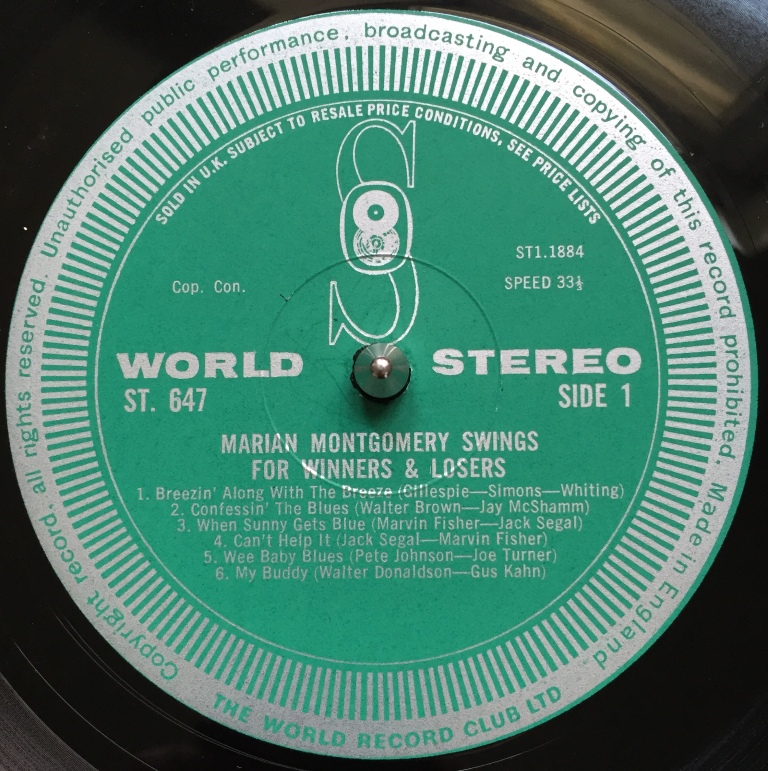 Copyright record, all rights reserved. Unauthorised public performance, broadcasting and copying of this record prohibited. Made in England
SOLD IN U.K. SUBJECT TO RESALE PRICE CONDITIONS, SEE PRICE LISTS
ST1.1884
Cop. Con.
SPEED 33⅓
WORLD STEREO
ST. 647
SIDE 1
MARIAN MONTGOMERY SWINGS
FOR WINNERS & LOSERS
1. Breezin' Along With The Breeze (Gillespie—Simons—Whiting)
2. Confessin' The Blues (Walter Brown—Jay McShamm)
3. When Sunny Gets Blue (Marvin Fisher—Jack Segal)
4. Can't Help It (Jack Segal—Marvin Fisher)
5. Wee Baby Blues (Pete Johnson—Joe Turner)
6. My Buddy (Walter Donaldson—Gus Kahn)
THE WORLD RECORD CLUB LTD